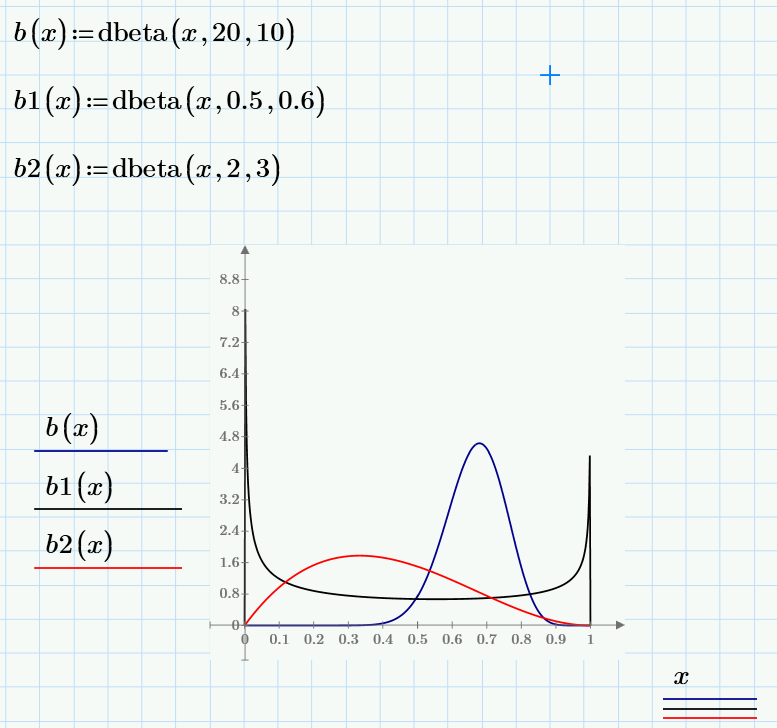 b(x):=dbeta(x,20,10)
b1(x):=dbeta(x,0.5,0.6)
b2(x):=dbeta(x,2,3)
8.8
8
7.2
6.4
5.6
4.8
4
3.2
2.4
1.6
0.8
0
0 0.1 0.2 0.3 0.4 0.5 0.6 0.7 0.8 0.9 1
b(x)
b1(x)
b2(x)
x